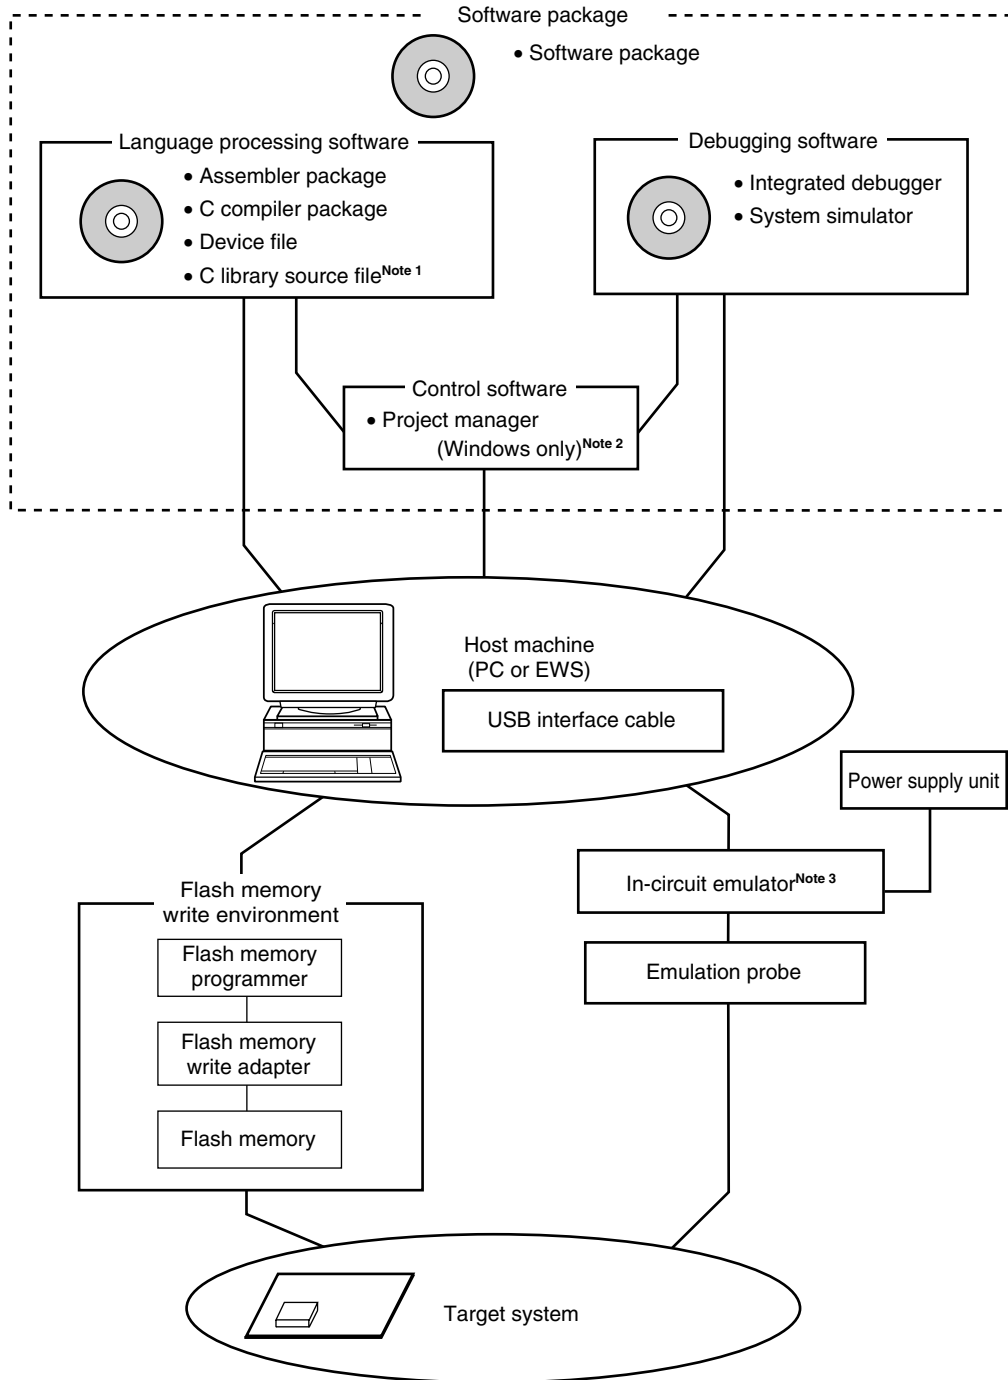 Software package
• Software package
Language processing software
• Assembler package
• C compiler package
• Device file
• C library source fileNote 1
Debugging software
• Integrated debugger
• System simulator
Control software
• Project manager
(Windows only)Note 2
Host machine
(PC or EWS)
USB interface cable
Power supply unit
Flash memory
write environment
Flash memory
programmer
Flash memory
write adapter
Flash memory
In-circuit emulatorNote 3
Emulation probe
Target system